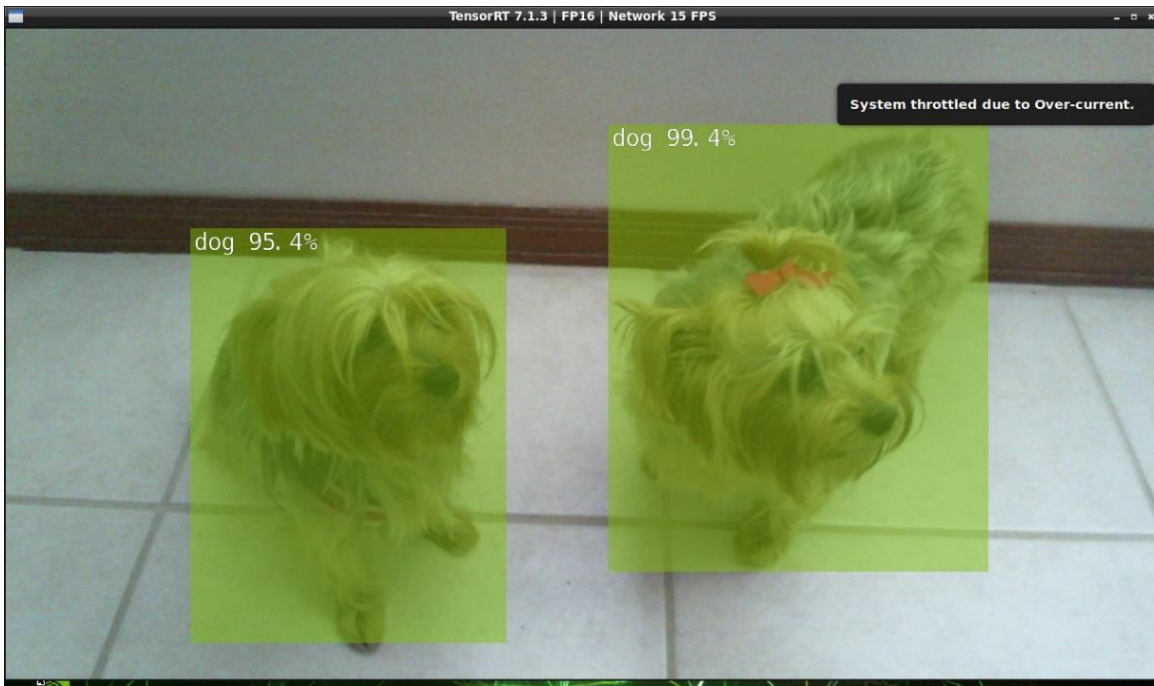 TensorRT 7.1.3 | FP16 | Network 15 FPS
System throttled due to Over-current.
dog 99.4%
dog 95.4%